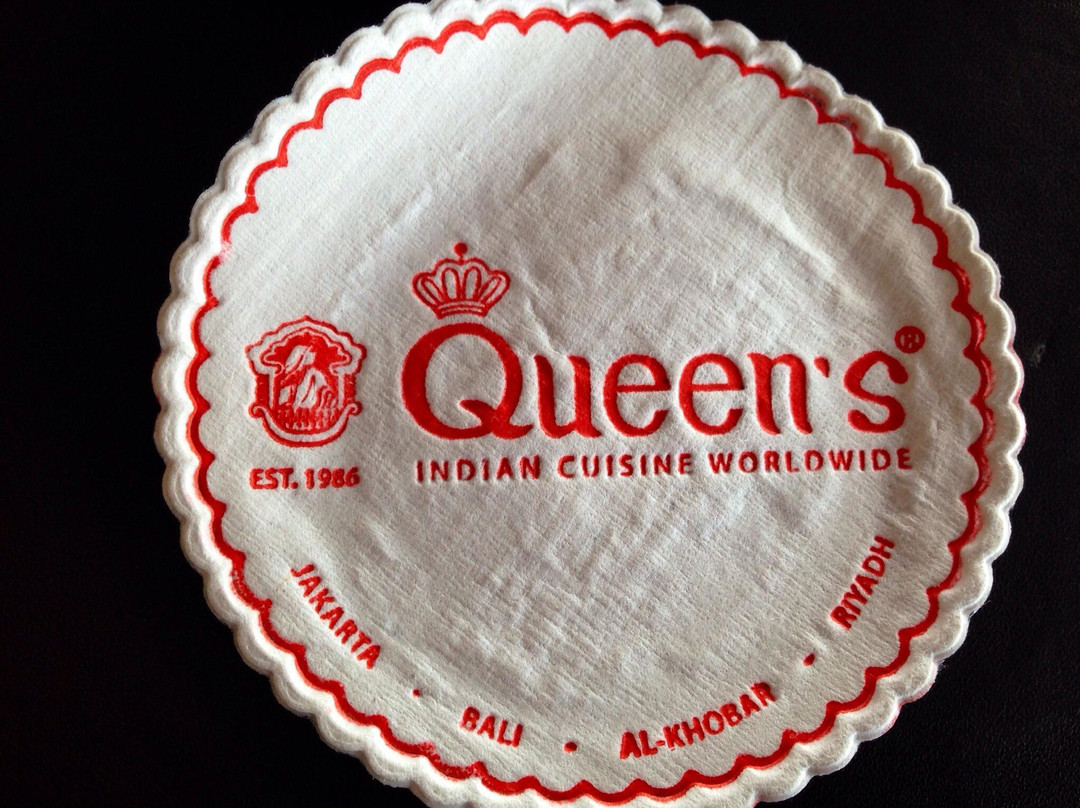 Queen's®
EST. 1986
INDIAN CUISINE WORLDWIDE
JAKARTA • BALI • AL-KHOBAR • RIYADH